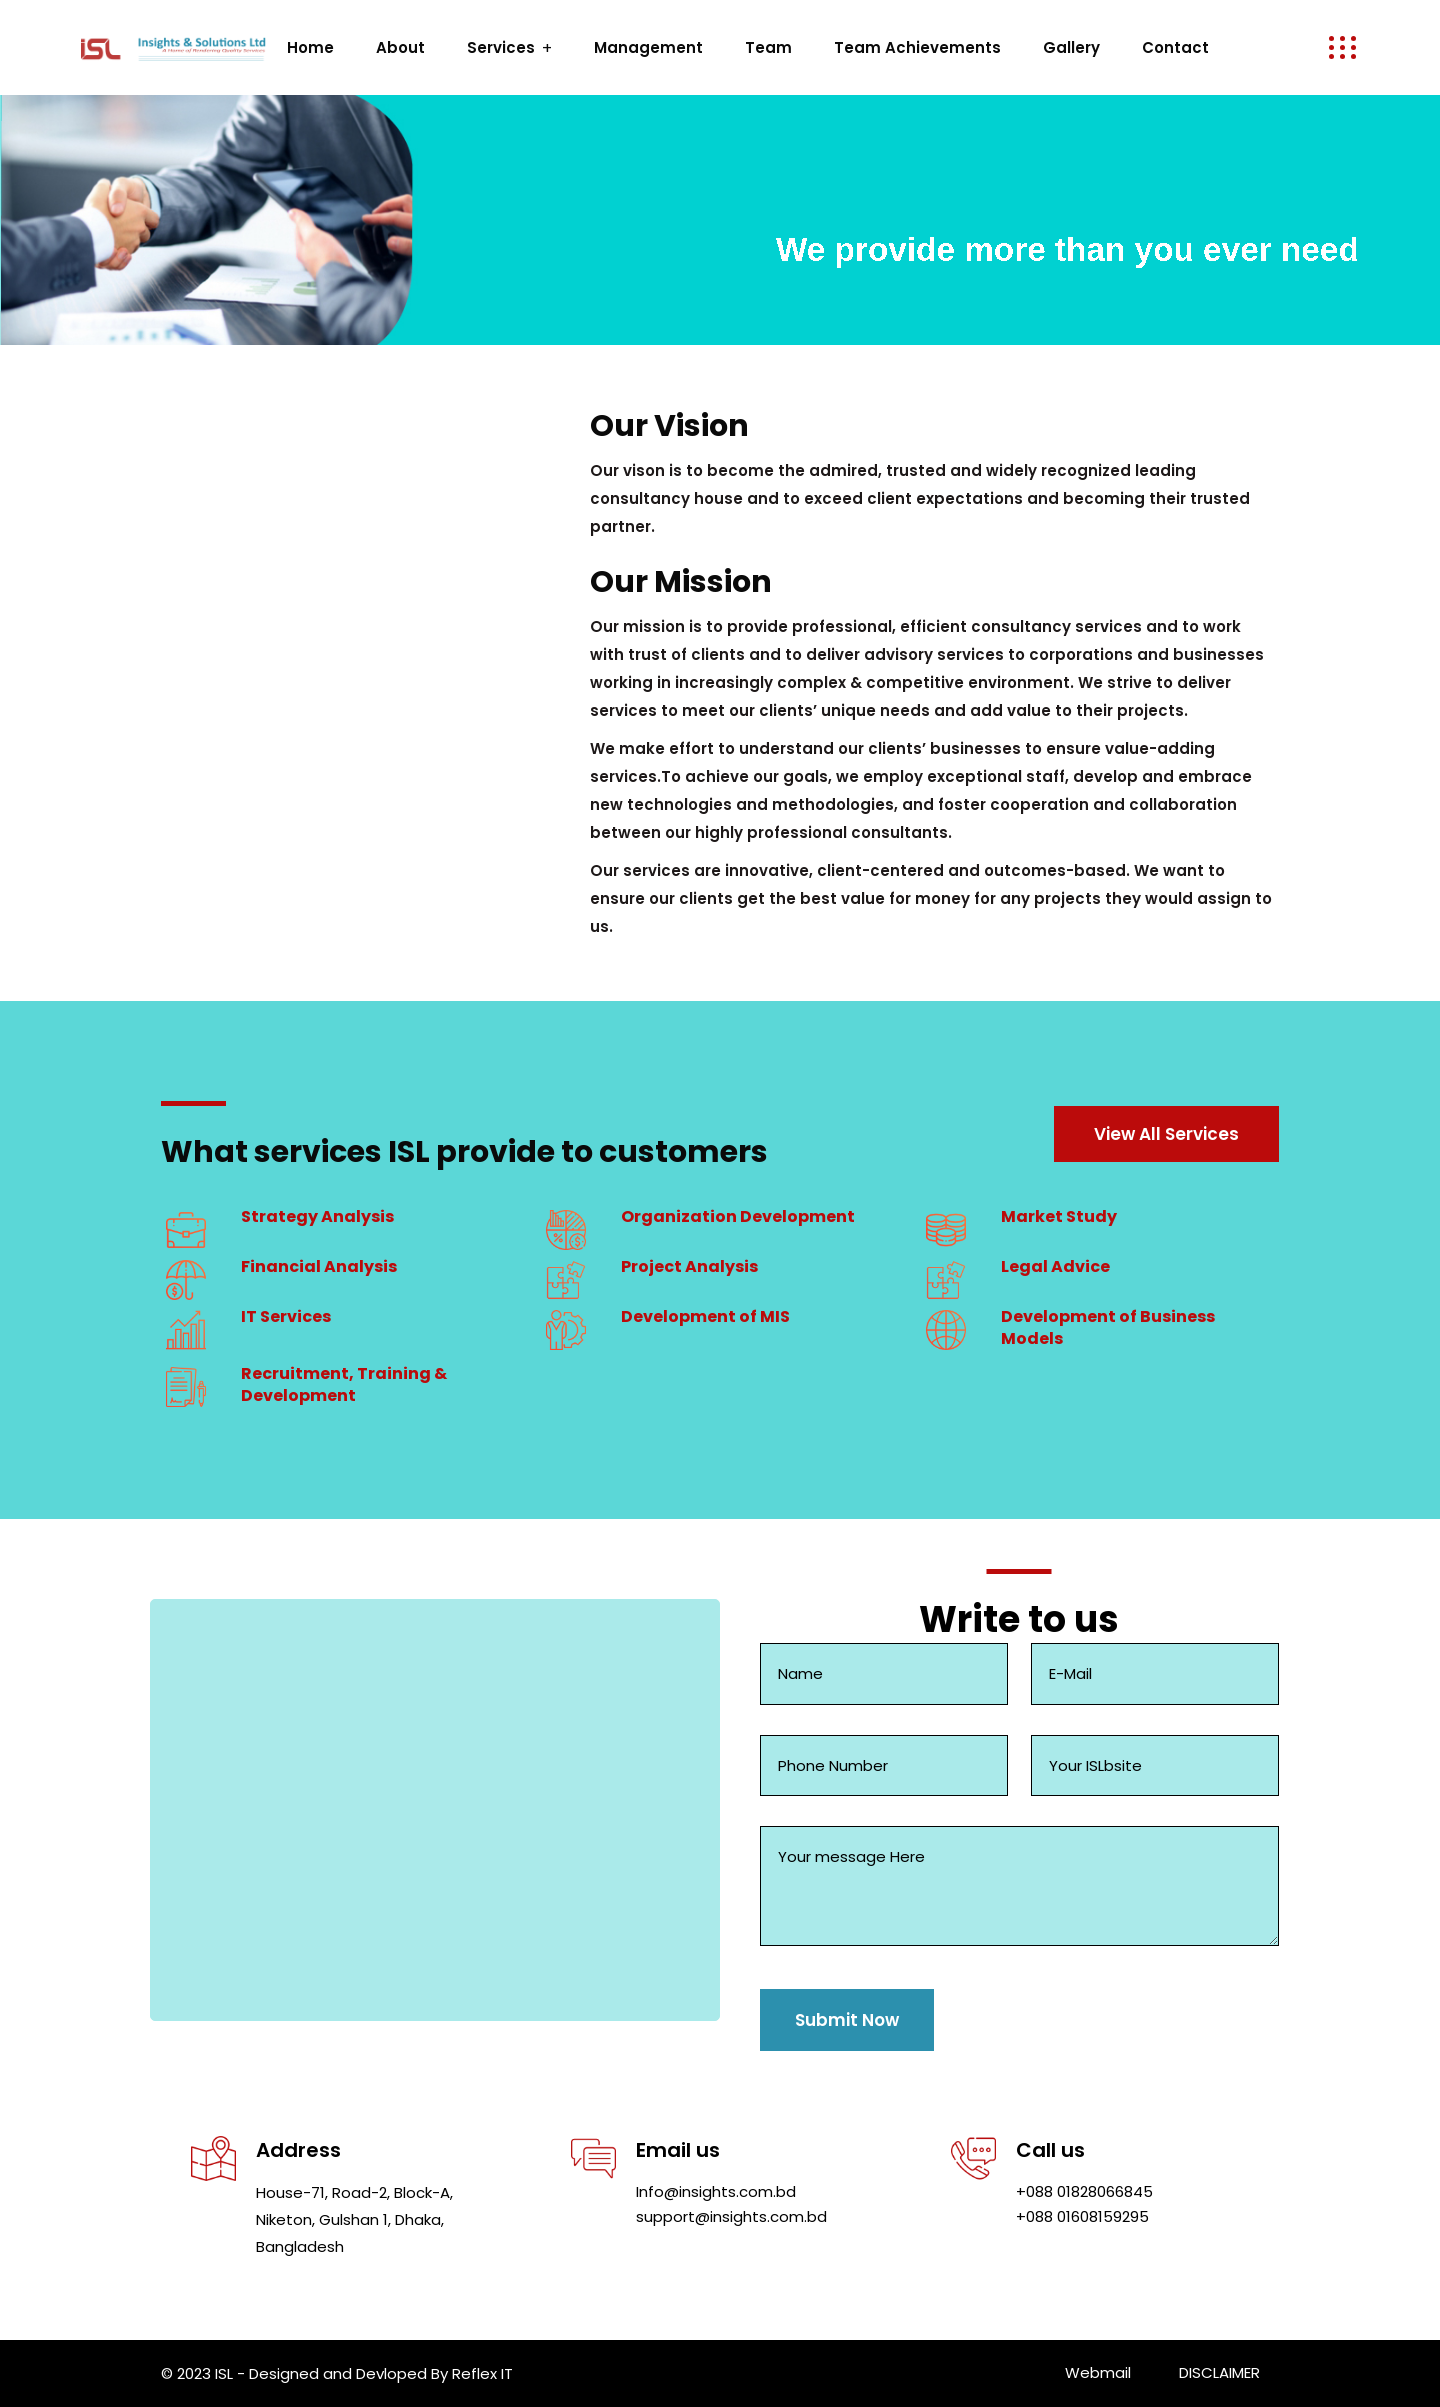 iSL
Insights & Solutions Ltd
A Home of Rendering Quality Services
Home
About
Services +
Management
Team
Team Achievements
Gallery
Contact
We provide more than you ever need
Our Vision
Our vison is to become the admired, trusted and widely recognized leading
consultancy house and to exceed client expectations and becoming their trusted
partner.
Our Mission
Our mission is to provide professional, efficient consultancy services and to work
with trust of clients and to deliver advisory services to corporations and businesses
working in increasingly complex & competitive environment. We strive to deliver
services to meet our clients’ unique needs and add value to their projects.
We make effort to understand our clients’ businesses to ensure value-adding
services.To achieve our goals, we employ exceptional staff, develop and embrace
new technologies and methodologies, and foster cooperation and collaboration
between our highly professional consultants.
Our services are innovative, client-centered and outcomes-based. We want to
ensure our clients get the best value for money for any projects they would assign to
us.
What services ISL provide to customers
View All Services
Strategy Analysis
Organization Development
Market Study
Financial Analysis
Project Analysis
Legal Advice
IT Services
Development of MIS
Development of Business
Models
Recruitment, Training &
Development
Write to us
Name
E-Mail
Phone Number
Your ISLbsite
Your message Here
Submit Now
Address
House-71, Road-2, Block-A,
Niketon, Gulshan 1, Dhaka,
Bangladesh
Email us
Info@insights.com.bd
support@insights.com.bd
Call us
+088 01828066845
+088 01608159295
© 2023 ISL - Designed and Devloped By Reflex IT
Webmail
DISCLAIMER